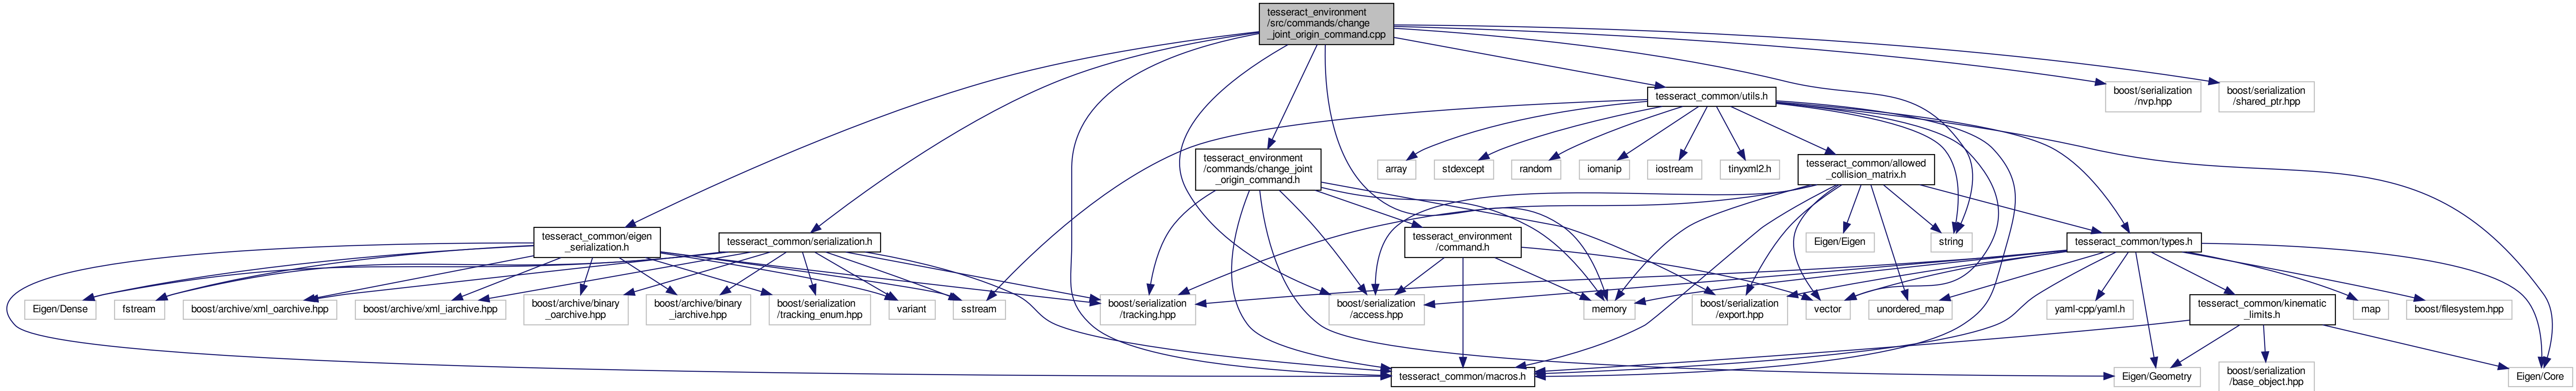 tesseract_environment
/src/commands/change
_joint_origin_command.cpp
boost/serialization
/nvp.hpp
boost/serialization
/shared_ptr.hpp
tesseract_common/utils.h
tesseract_environment
/commands/change_joint
_origin_command.h
array
stdexcept
random
iomanip
iostream
tinyxml2.h
tesseract_common/allowed
_collision_matrix.h
tesseract_common/eigen
_serialization.h
tesseract_common/serialization.h
tesseract_environment
/command.h
Eigen/Eigen
string
tesseract_common/types.h
Eigen/Dense
fstream
boost/archive/xml_oarchive.hpp
boost/archive/xml_iarchive.hpp
boost/archive/binary
_oarchive.hpp
boost/archive/binary
_iarchive.hpp
boost/serialization
/tracking_enum.hpp
variant
sstream
boost/serialization
/tracking.hpp
boost/serialization
/access.hpp
memory
boost/serialization
/export.hpp
vector
unordered_map
yaml-cpp/yaml.h
tesseract_common/kinematic
_limits.h
map
boost/filesystem.hpp
tesseract_common/macros.h
Eigen/Geometry
boost/serialization
/base_object.hpp
Eigen/Core